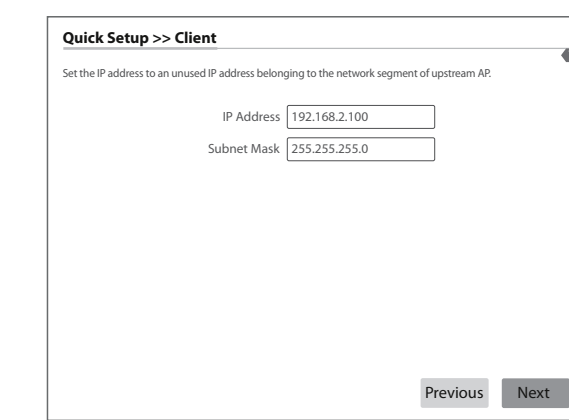 Quick Setup >> Client
Set the IP address to an unused IP address belonging to the network segment of upstream AP.
IP Address 192.168.2.100
Subnet Mask 255.255.255.0
Previous Next